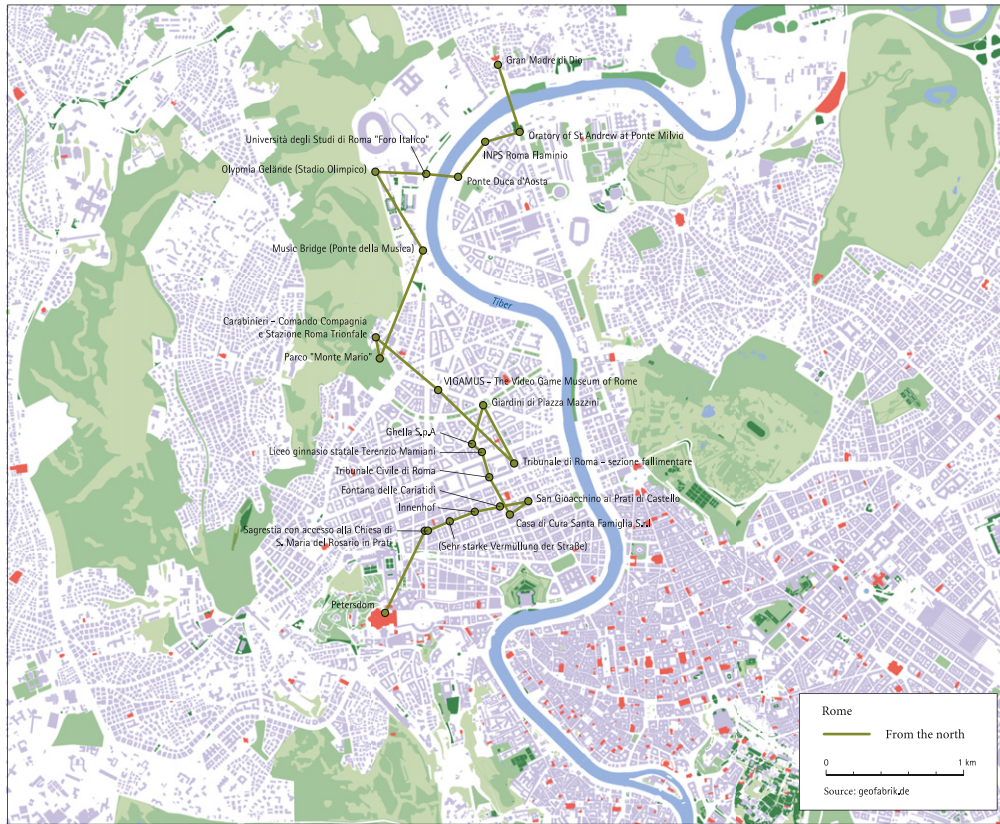 Gran Madre di Dio
Oratory of St Andrew at Ponte Milvio
Università degli Studi di Roma "Foro Italico"
INPS Roma Flaminio
Olypmia Gelände (Stadio Olimpico)
Ponte Duca d'Aosta
Music Bridge (Ponte della Musica)
Tiber
Carabinieri – Comando Compagnia
e Stazione Roma Trionfale
Parco "Monte Mario"
VIGAMUS – The Video Game Museum of Rome
Giardini di Piazza Mazzini
Ghella S.p.A
Liceo ginnasio statale Terenzio Mamiani
Tribunale di Roma – sezione fallimentare
Tribunale Civile di Roma
Fontana delle Cariatidi
San Gioacchino ai Prati di Castello
Innenhof
Casa di Cura Santa Famiglia S.r.l
Sagrestia con accesso alla Chiesa di
S. Maria del Rosario in Prati
(Sehr starke Vermüllung der Straße)
Petersdom
Rome
From the north
0 1 km
Source: geofabrik.de